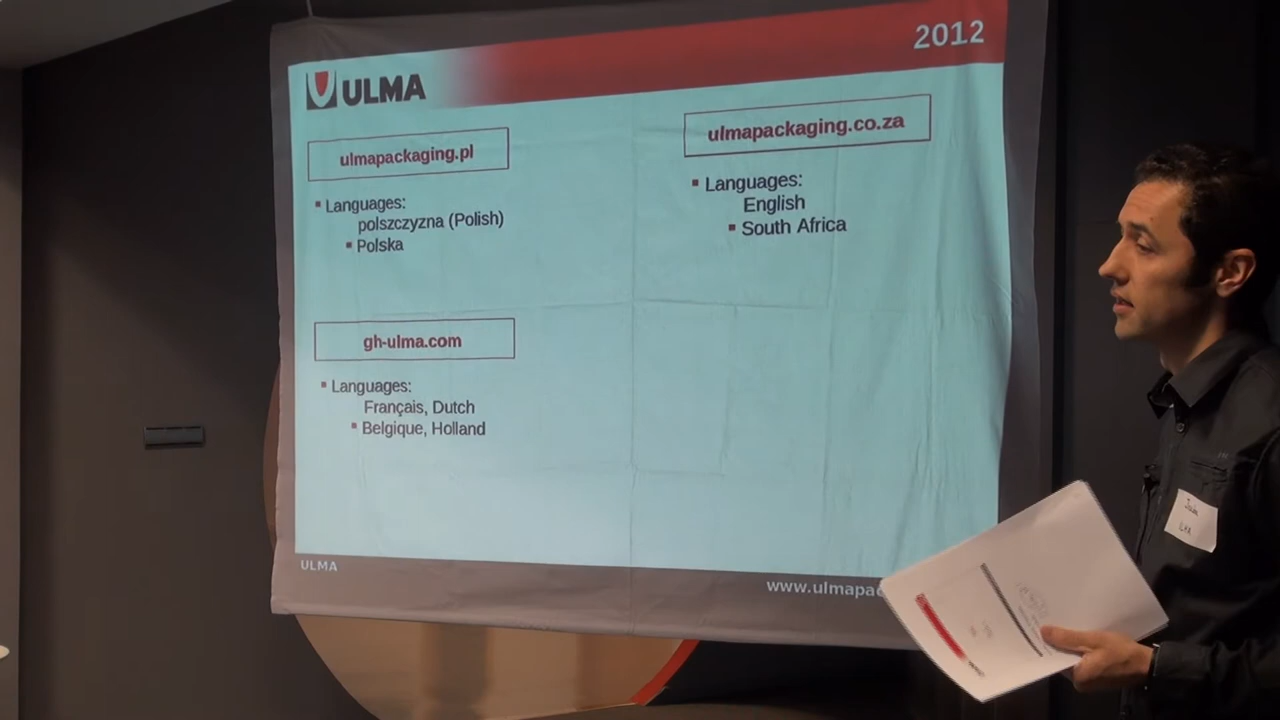 2012
ULMA
ulmapackaging.pl
▪ Languages:
polszczyzna (Polish)
▪ Polska
ulmapackaging.co.za
▪ Languages:
English
▪ South Africa
gh-ulma.com
▪ Languages:
Français, Dutch
▪ Belgique, Holland
ULMA
www.ulmapac